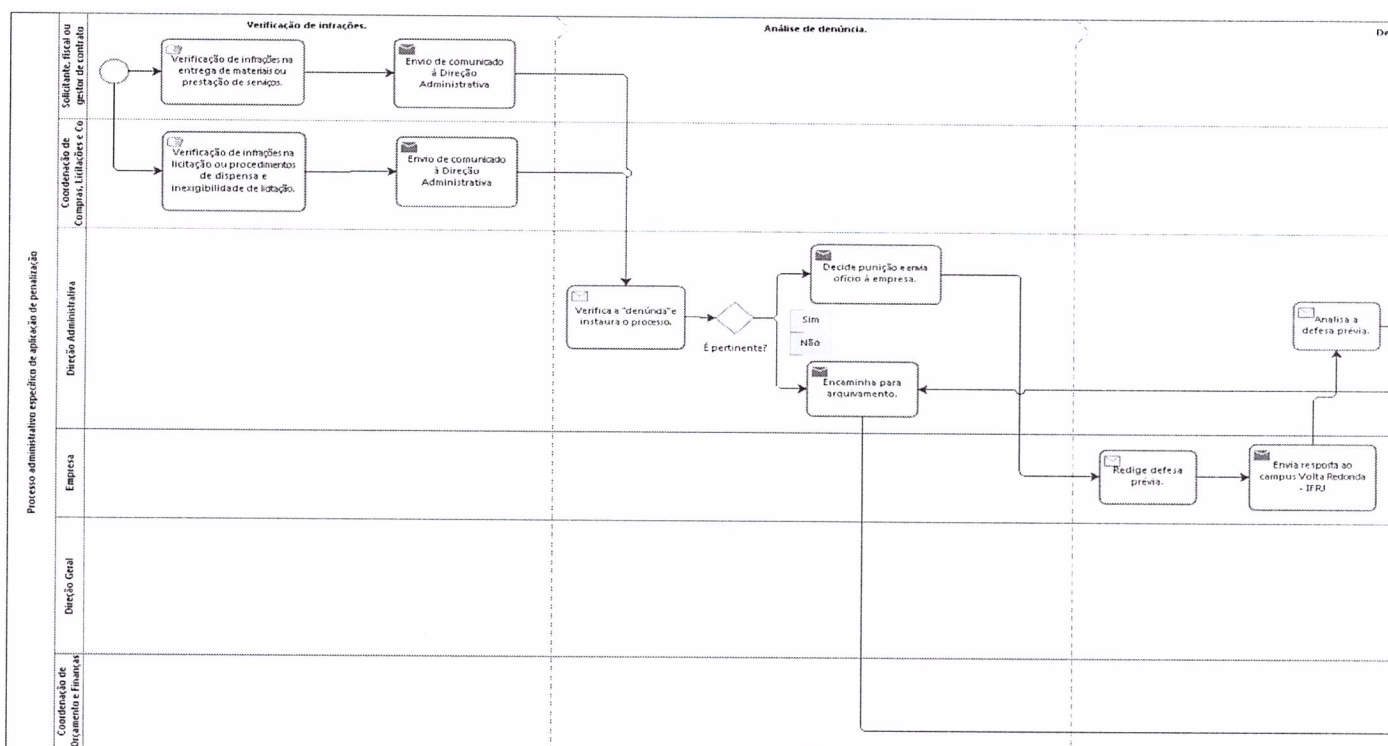 Verificação de infrações.
Análise de denúncia.
De
Processo administrativo específico de aplicação de penalização
Solicitante, fiscal ou
gestor de contrato
Verificação de infrações na
entrega de materiais ou
prestação de serviços.
Envio de comunicado
à Direção
Administrativa
Coordenação de
Compras, Licitações e Co
Verificação de infrações na
licitação ou procedimentos
de dispensa e
inexigibilidade de licitação.
Envio de comunicado
à Direção
Administrativa
Direção Administrativa
Verifica a "denúnda" e
instaura o processo.
É pertinente?
Sim
Não
Decide punição e envia
ofício à empresa.
Encaminha para
arquivamento.
Analisa a
defesa prévia.
Empresa
Redige defesa
prévia.
Envia resposta ao
campus Volta Redonda
- IFRJ
Direção Geral
Coordenação de
Orçamento e Finanças